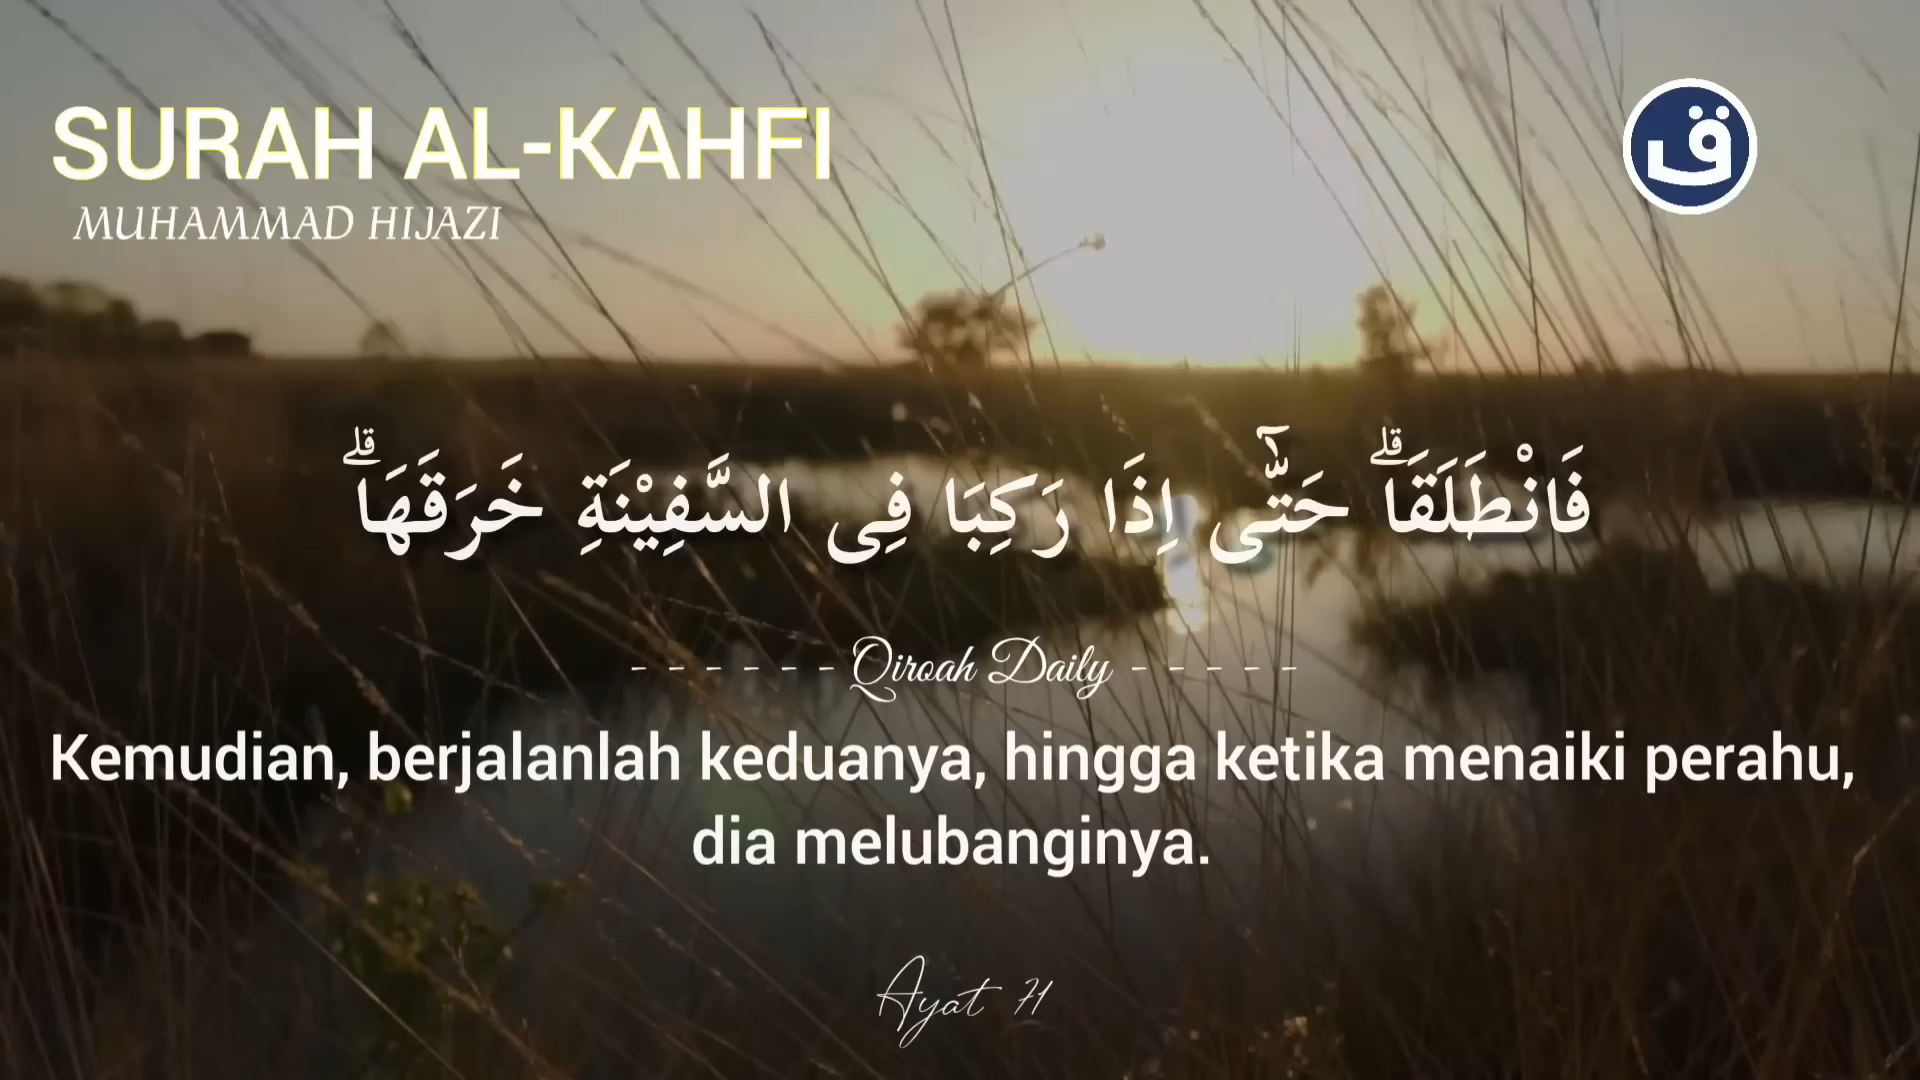 SURAH AL-KAHFI
MUHAMMAD HIJAZI
ق
فَانْطَلَقَاۗ حَتّٰٓى اِذَا رَكِبَا فِى السَّفِيْنَةِ خَرَقَهَاۗ
- - - - - - Qiroah Daily - - - - -
Kemudian, berjalanlah keduanya, hingga ketika menaiki perahu,
dia melubanginya.
Ayat 71